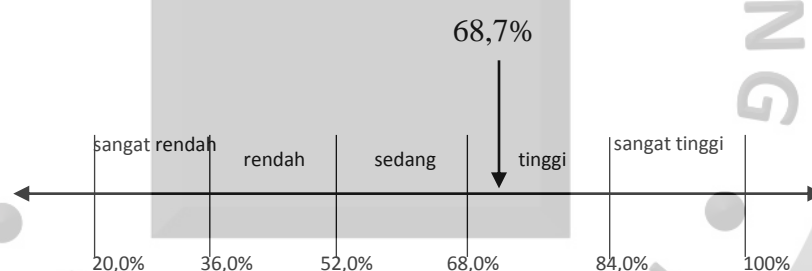 68,7%
sangat rendah
rendah
sedang
tinggi
sangat tinggi
20,0%
36,0%
52,0%
68,0%
84,0%
100%
NG